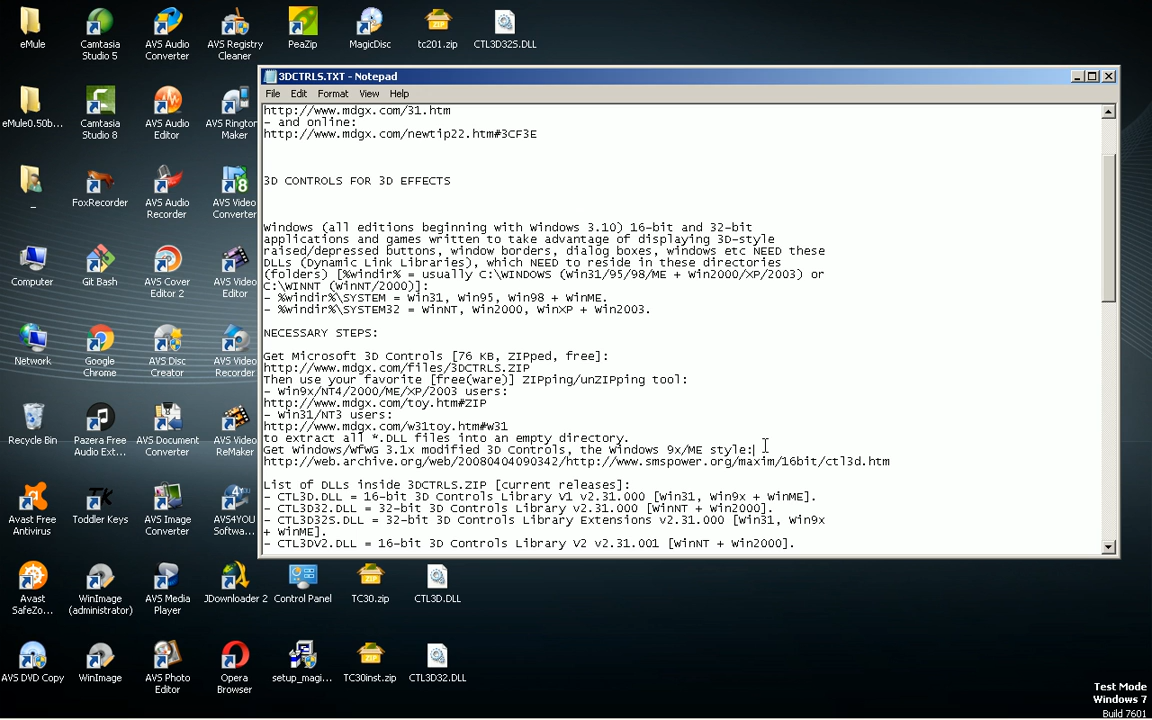 eMule
Camtasia
Studio 5
AVS Audio
Converter
AVS Registry
Cleaner
PeaZip
MagicDisc
tc201.zip
CTL3D32S.DLL
eMule0.50b...
Camtasia
Studio 8
AVS Audio
Editor
AVS Rington
Maker
_
FoxRecorder
AVS Audio
Recorder
AVS Video
Converter
Computer
Git Bash
AVS Cover
Editor 2
AVS Video
Editor
Network
Google
Chrome
AVS Disc
Creator
AVS Video
Recorder
Recycle Bin
Pazera Free
Audio Ext...
AVS Document
Converter
AVS Video
ReMaker
Avast Free
Antivirus
Toddler Keys
AVS Image
Converter
AVS4YOU
Softwa...
Avast
SafeZo...
WinImage
(administrator)
AVS Media
Player
JDownloader 2
Control Panel
TC30.zip
CTL3D.DLL
AVS DVD Copy
WinImage
AVS Photo
Editor
Opera
Browser
setup_magi...
TC30inst.zip
CTL3D32.DLL
3DCTRLS.TXT - Notepad
File Edit Format View Help
http://www.mdgx.com/31.htm
- and online:
http://www.mdgx.com/newtip22.htm#3CF3E
3D CONTROLS FOR 3D EFFECTS
Windows (all editions beginning with Windows 3.10) 16-bit and 32-bit
applications and games written to take advantage of displaying 3D-style
raised/depressed buttons, window borders, dialog boxes, windows etc NEED these
DLLs (Dynamic Link Libraries), which NEED to reside in these directories
(folders) [%windir% = usually C:\WINDOWS (Win31/95/98/ME + Win2000/XP/2003) or
C:\WINNT (WinNT/2000)]:
- %windir%\SYSTEM = Win31, Win95, Win98 + WinME.
- %windir%\SYSTEM32 = WinNT, Win2000, WinXP + Win2003.
NECESSARY STEPS:
Get Microsoft 3D Controls [76 KB, ZIPped, free]:
http://www.mdgx.com/files/3DCTRLS.ZIP
Then use your favorite [free(ware)] ZIPping/unZIPping tool:
- Win9x/NT4/2000/ME/XP/2003 users:
http://www.mdgx.com/toy.htm#ZIP
- Win31/NT3 users:
http://www.mdgx.com/w31toy.htm#W31
to extract all *.DLL files into an empty directory.
Get Windows/WfWG 3.1x modified 3D Controls, the Windows 9x/ME style:
http://web.archive.org/web/20080404090342/http://www.smspower.org/maxim/16bit/ctl3d.htm
List of DLLs inside 3DCTRLS.ZIP [current releases]:
- CTL3D.DLL = 16-bit 3D Controls Library V1 v2.31.000 [Win31, Win9x + WinME].
- CTL3D32.DLL = 32-bit 3D Controls Library v2.31.000 [WinNT + Win2000].
- CTL3D32S.DLL = 32-bit 3D Controls Library Extensions v2.31.000 [Win31, Win9x
+ WinME].
- CTL3DV2.DLL = 16-bit 3D Controls Library V2 v2.31.001 [WinNT + Win2000].
Test Mode
Windows 7
Build 7601